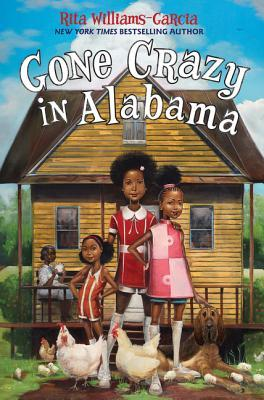 Rita Williams-Garcia
NEW YORK TIMES BESTSELLING AUTHOR
Gone Crazy
in Alabama